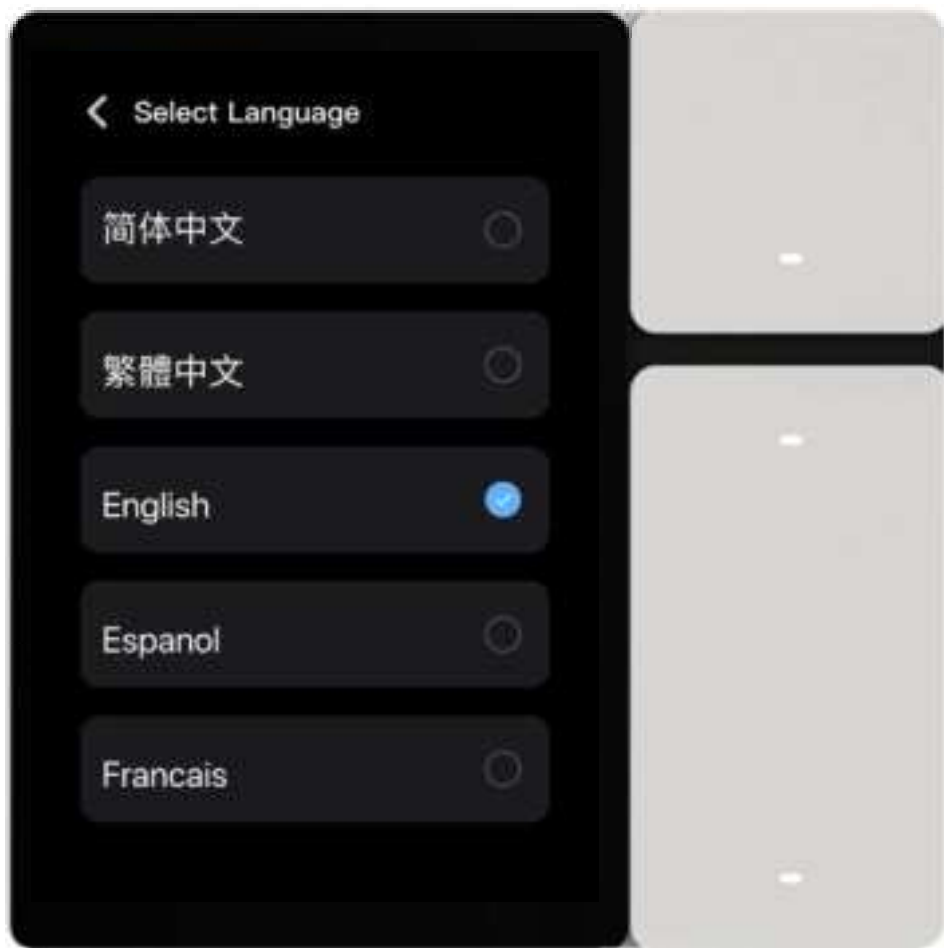 Select Language
简体中文
繁體中文
English
Espanol
Francais